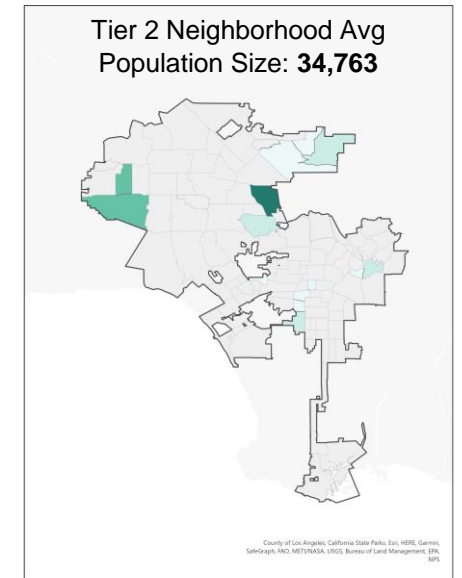 Tier 2 Neighborhood Avg
Population Size: 34,763
County of Los Angeles, California State Parks, Esri, HERE, Garmin,
SafeGraph, FAO, METI/NASA, USGS, Bureau of Land Management, EPA,
NPS